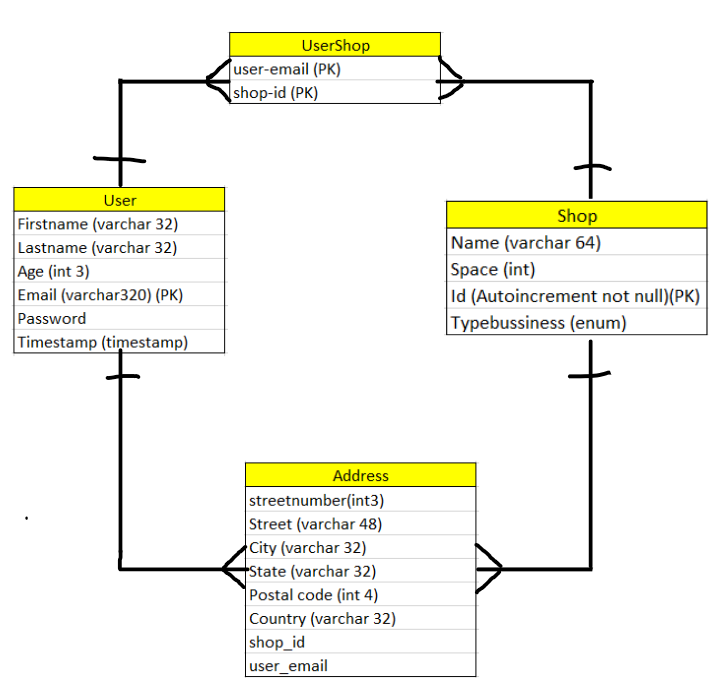 UserShop
user-email (PK)
shop-id (PK)
User
Firstname (varchar 32)
Lastname (varchar 32)
Age (int 3)
Email (varchar320) (PK)
Password
Timestamp (timestamp)
Shop
Name (varchar 64)
Space (int)
Id (Autoincrement not null)(PK)
Typebussiness (enum)
Address
streetnumber(int3)
Street (varchar 48)
City (varchar 32)
State (varchar 32)
Postal code (int 4)
Country (varchar 32)
shop_id
user_email